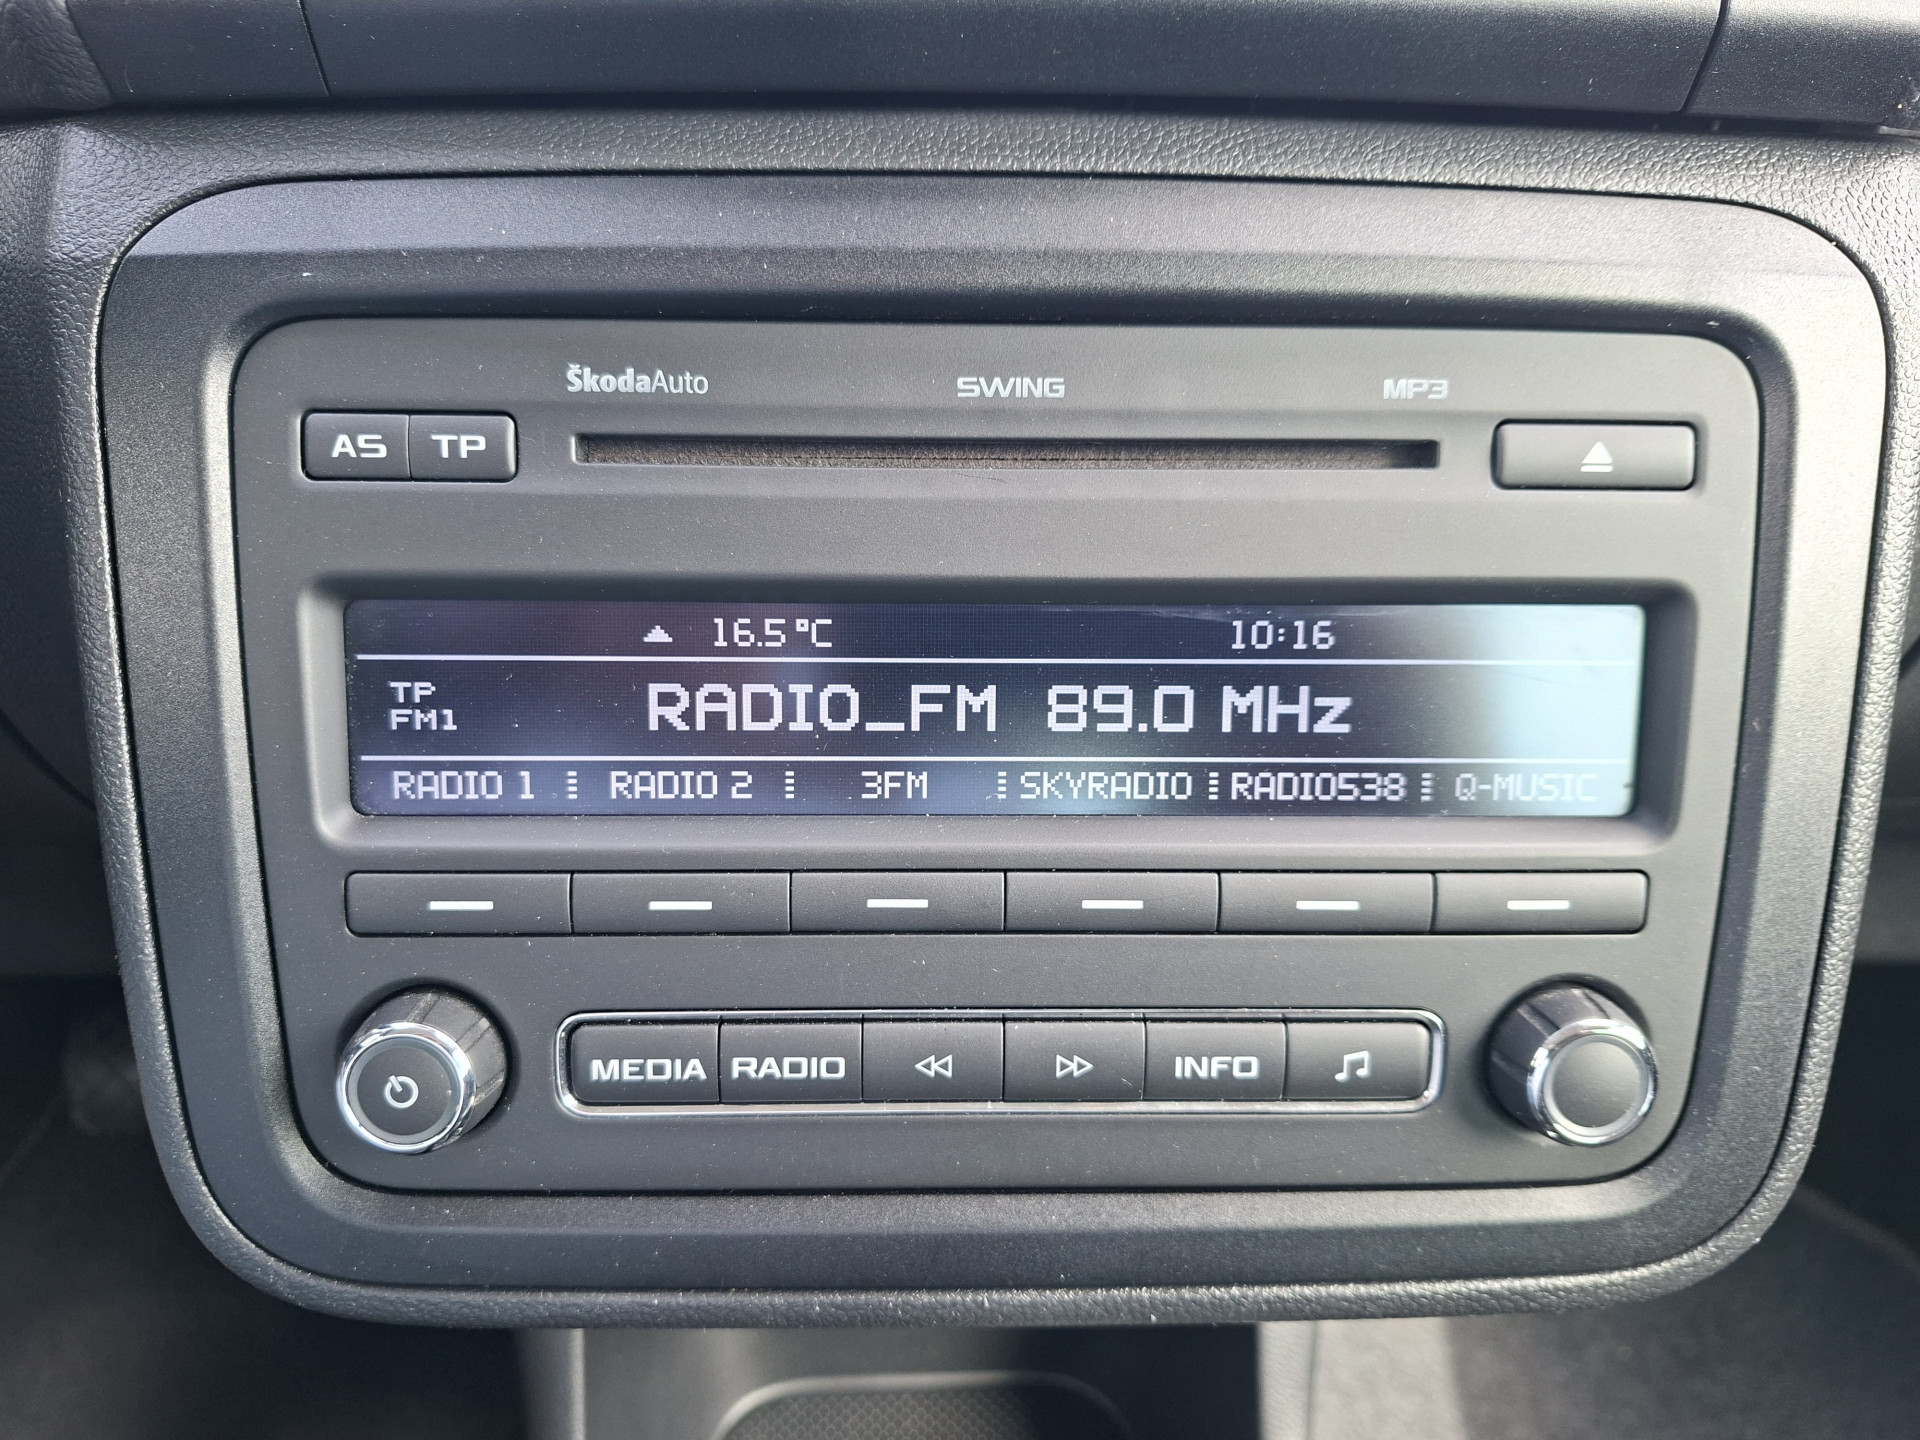 ŠkodaAuto SWING MP3
AS TP
16.5°C 10:16
TP
FM1
RADIO_FM 89.0 MHz
RADIO 1 RADIO 2 3FM SKYRADIO RADIO538 Q-MUSIC
MEDIA RADIO INFO